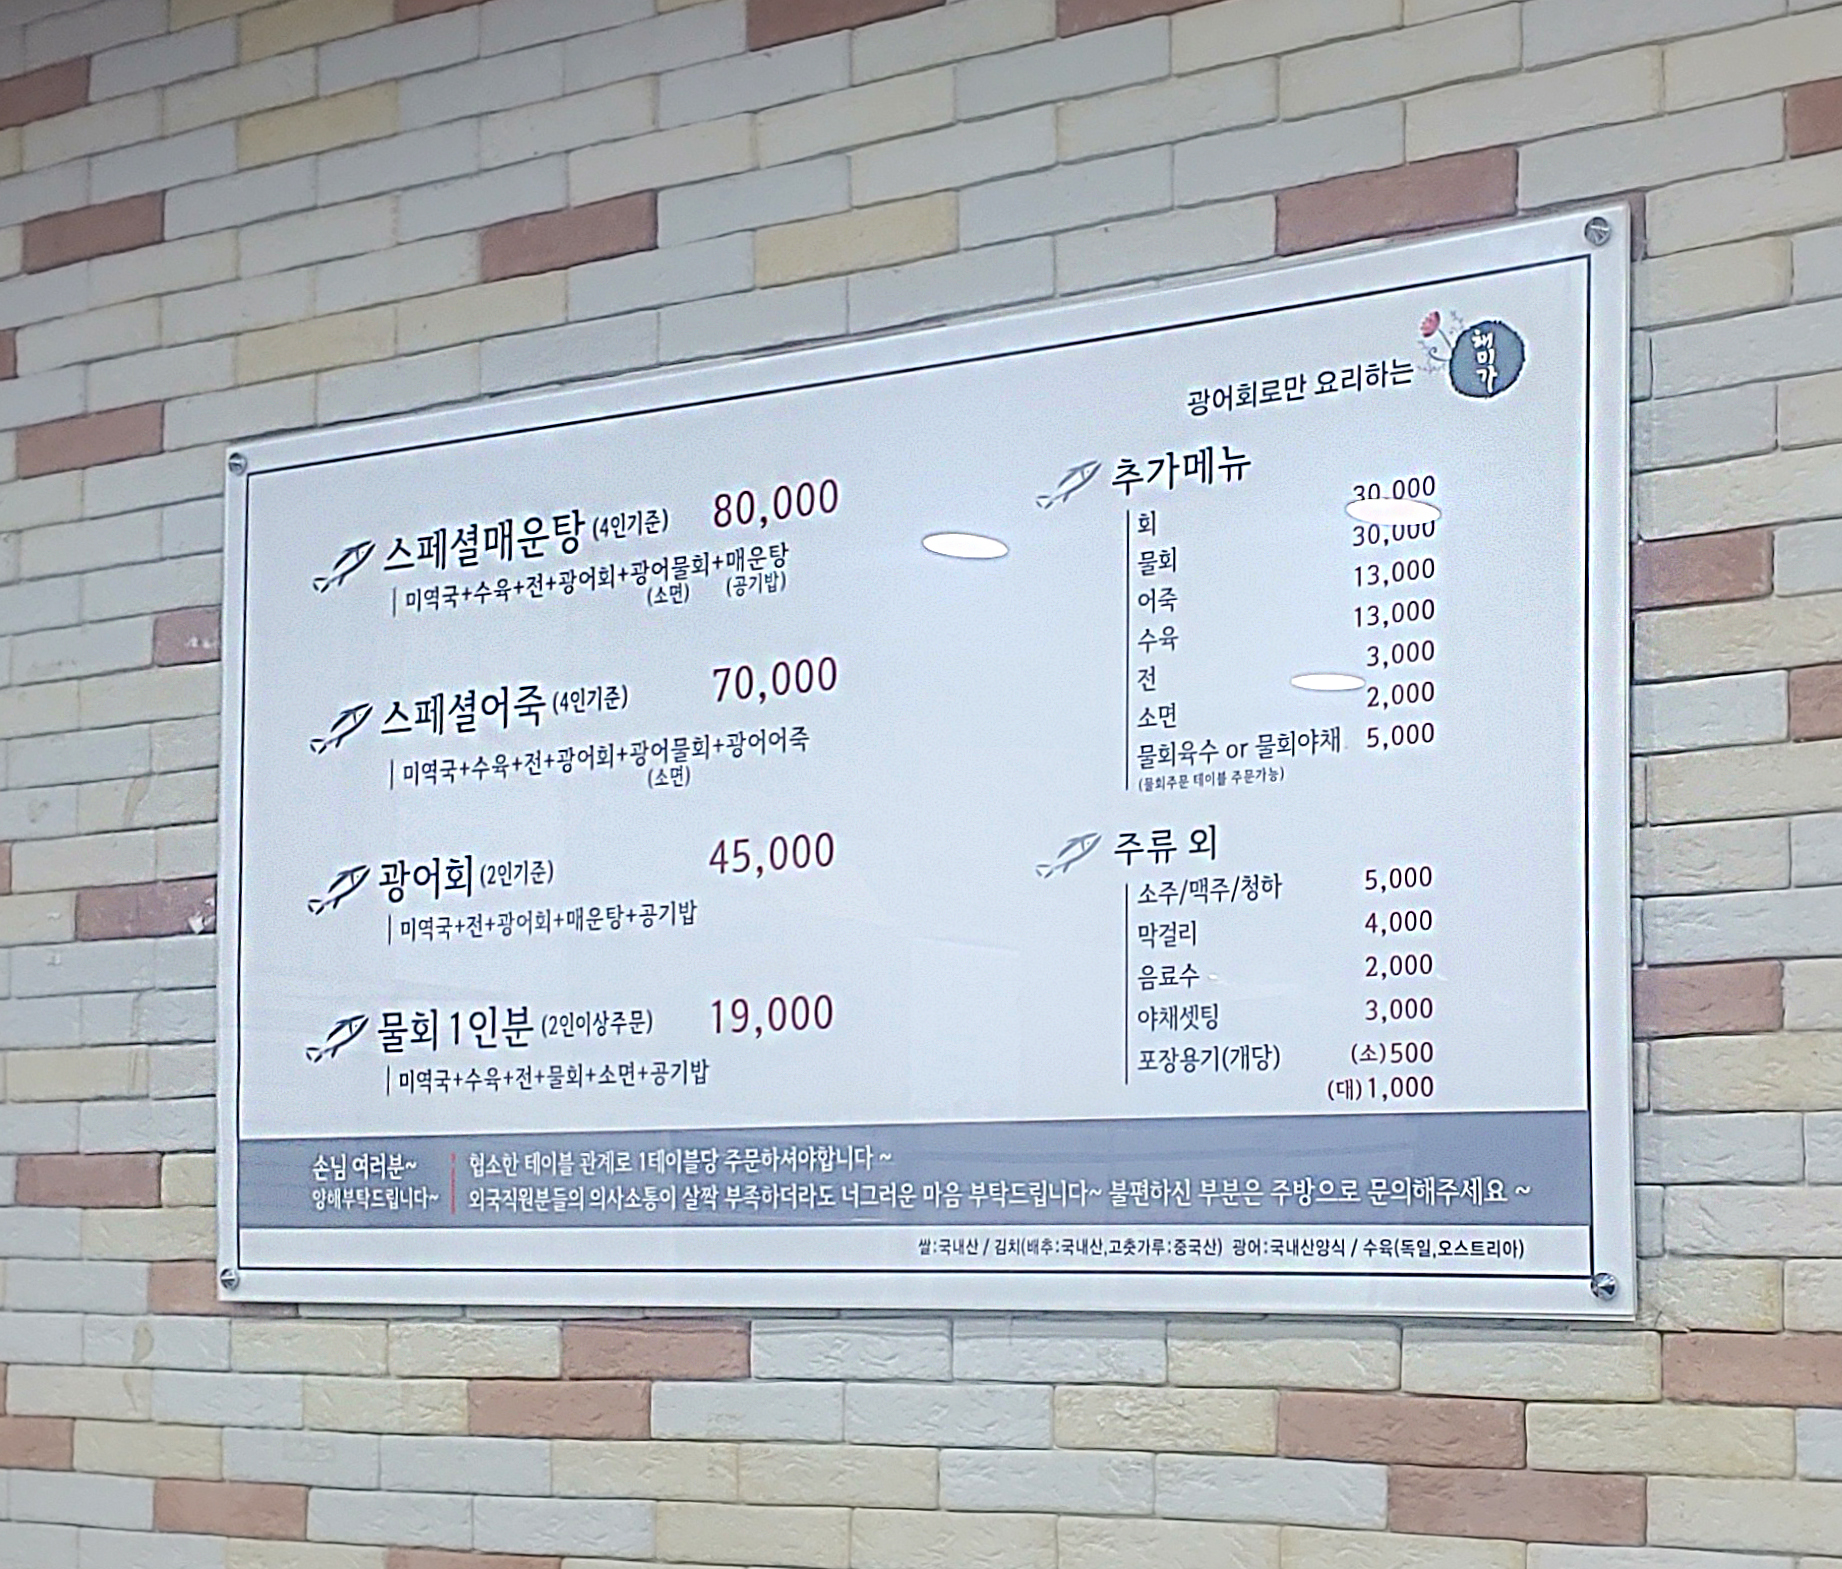 광어회로만 요리하는
해미가
스페셜매운탕 (4인기준) 80,000
미역국+수육+전+광어회+광어물회+매운탕
(소면) (공기밥)
스페셜어죽 (4인기준) 70,000
미역국+수육+전+광어회+광어물회+광어어죽
(소면)
광어회 (2인기준) 45,000
미역국+전+광어회+매운탕+공기밥
물회 1인분 (2인이상주문) 19,000
미역국+수육+전+물회+소면+공기밥
추가메뉴
회 30,000
물회 30,000
어죽 13,000
수육 13,000
전 3,000
소면 2,000
물회육수 or 물회야채 5,000
(물회주문 테이블 주문가능)
주류 외
소주/맥주/청하 5,000
막걸리 4,000
음료수 2,000
야채셋팅 3,000
포장용기(개당) (소)500
(대)1,000
손님 여러분~
양해부탁드립니다~
협소한 테이블 관계로 1테이블당 주문하셔야합니다 ~
외국직원분들의 의사소통이 살짝 부족하더라도 너그러운 마음 부탁드립니다~ 불편하신 부분은 주방으로 문의해주세요 ~
쌀:국내산 / 김치(배추:국내산,고춧가루:중국산) 광어:국내산양식 / 수육(독일,오스트리아)